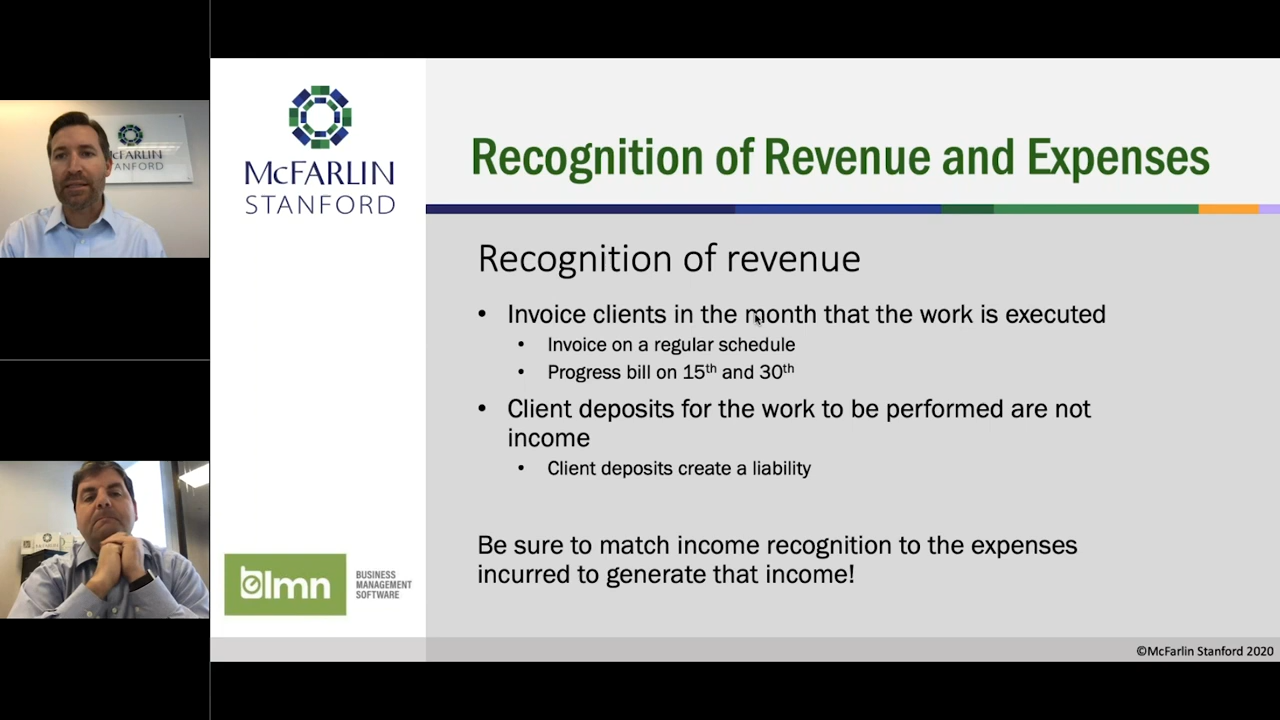 McFARLIN
STANFORD
McFARLIN
STANFORD
Recognition of Revenue and Expenses
Recognition of revenue
• Invoice clients in the month that the work is executed
• Invoice on a regular schedule
• Progress bill on 15th and 30th
• Client deposits for the work to be performed are not
income
• Client deposits create a liability
Be sure to match income recognition to the expenses
incurred to generate that income!
lmn
BUSINESS
MANAGEMENT
SOFTWARE
©McFarlin Stanford 2020